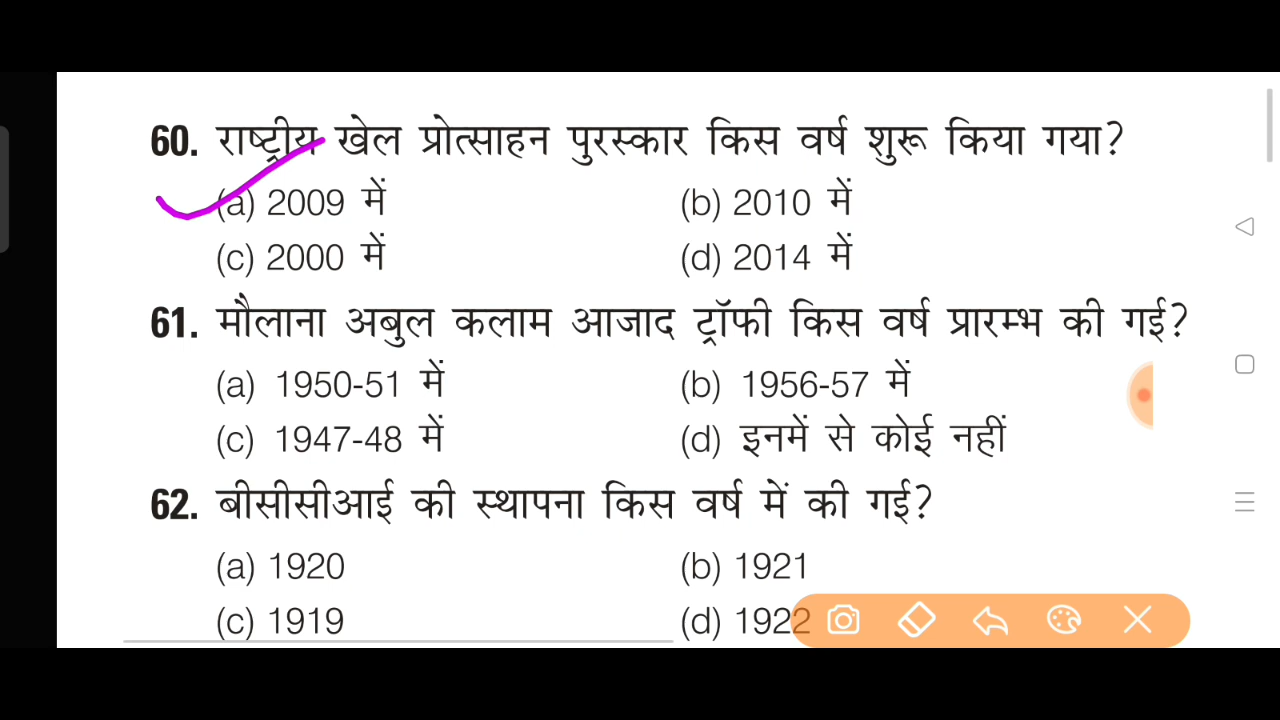 60. राष्ट्रीय खेल प्रोत्साहन पुरस्कार किस वर्ष शुरू किया गया?
(a) 2009 में (b) 2010 में
(c) 2000 में (d) 2014 में
61. मौलाना अबुल कलाम आजाद ट्रॉफी किस वर्ष प्रारम्भ की गई?
(a) 1950-51 में (b) 1956-57 में
(c) 1947-48 में (d) इनमें से कोई नहीं
62. बीसीसीआई की स्थापना किस वर्ष में की गई?
(a) 1920 (b) 1921
(c) 1919 (d) 1922